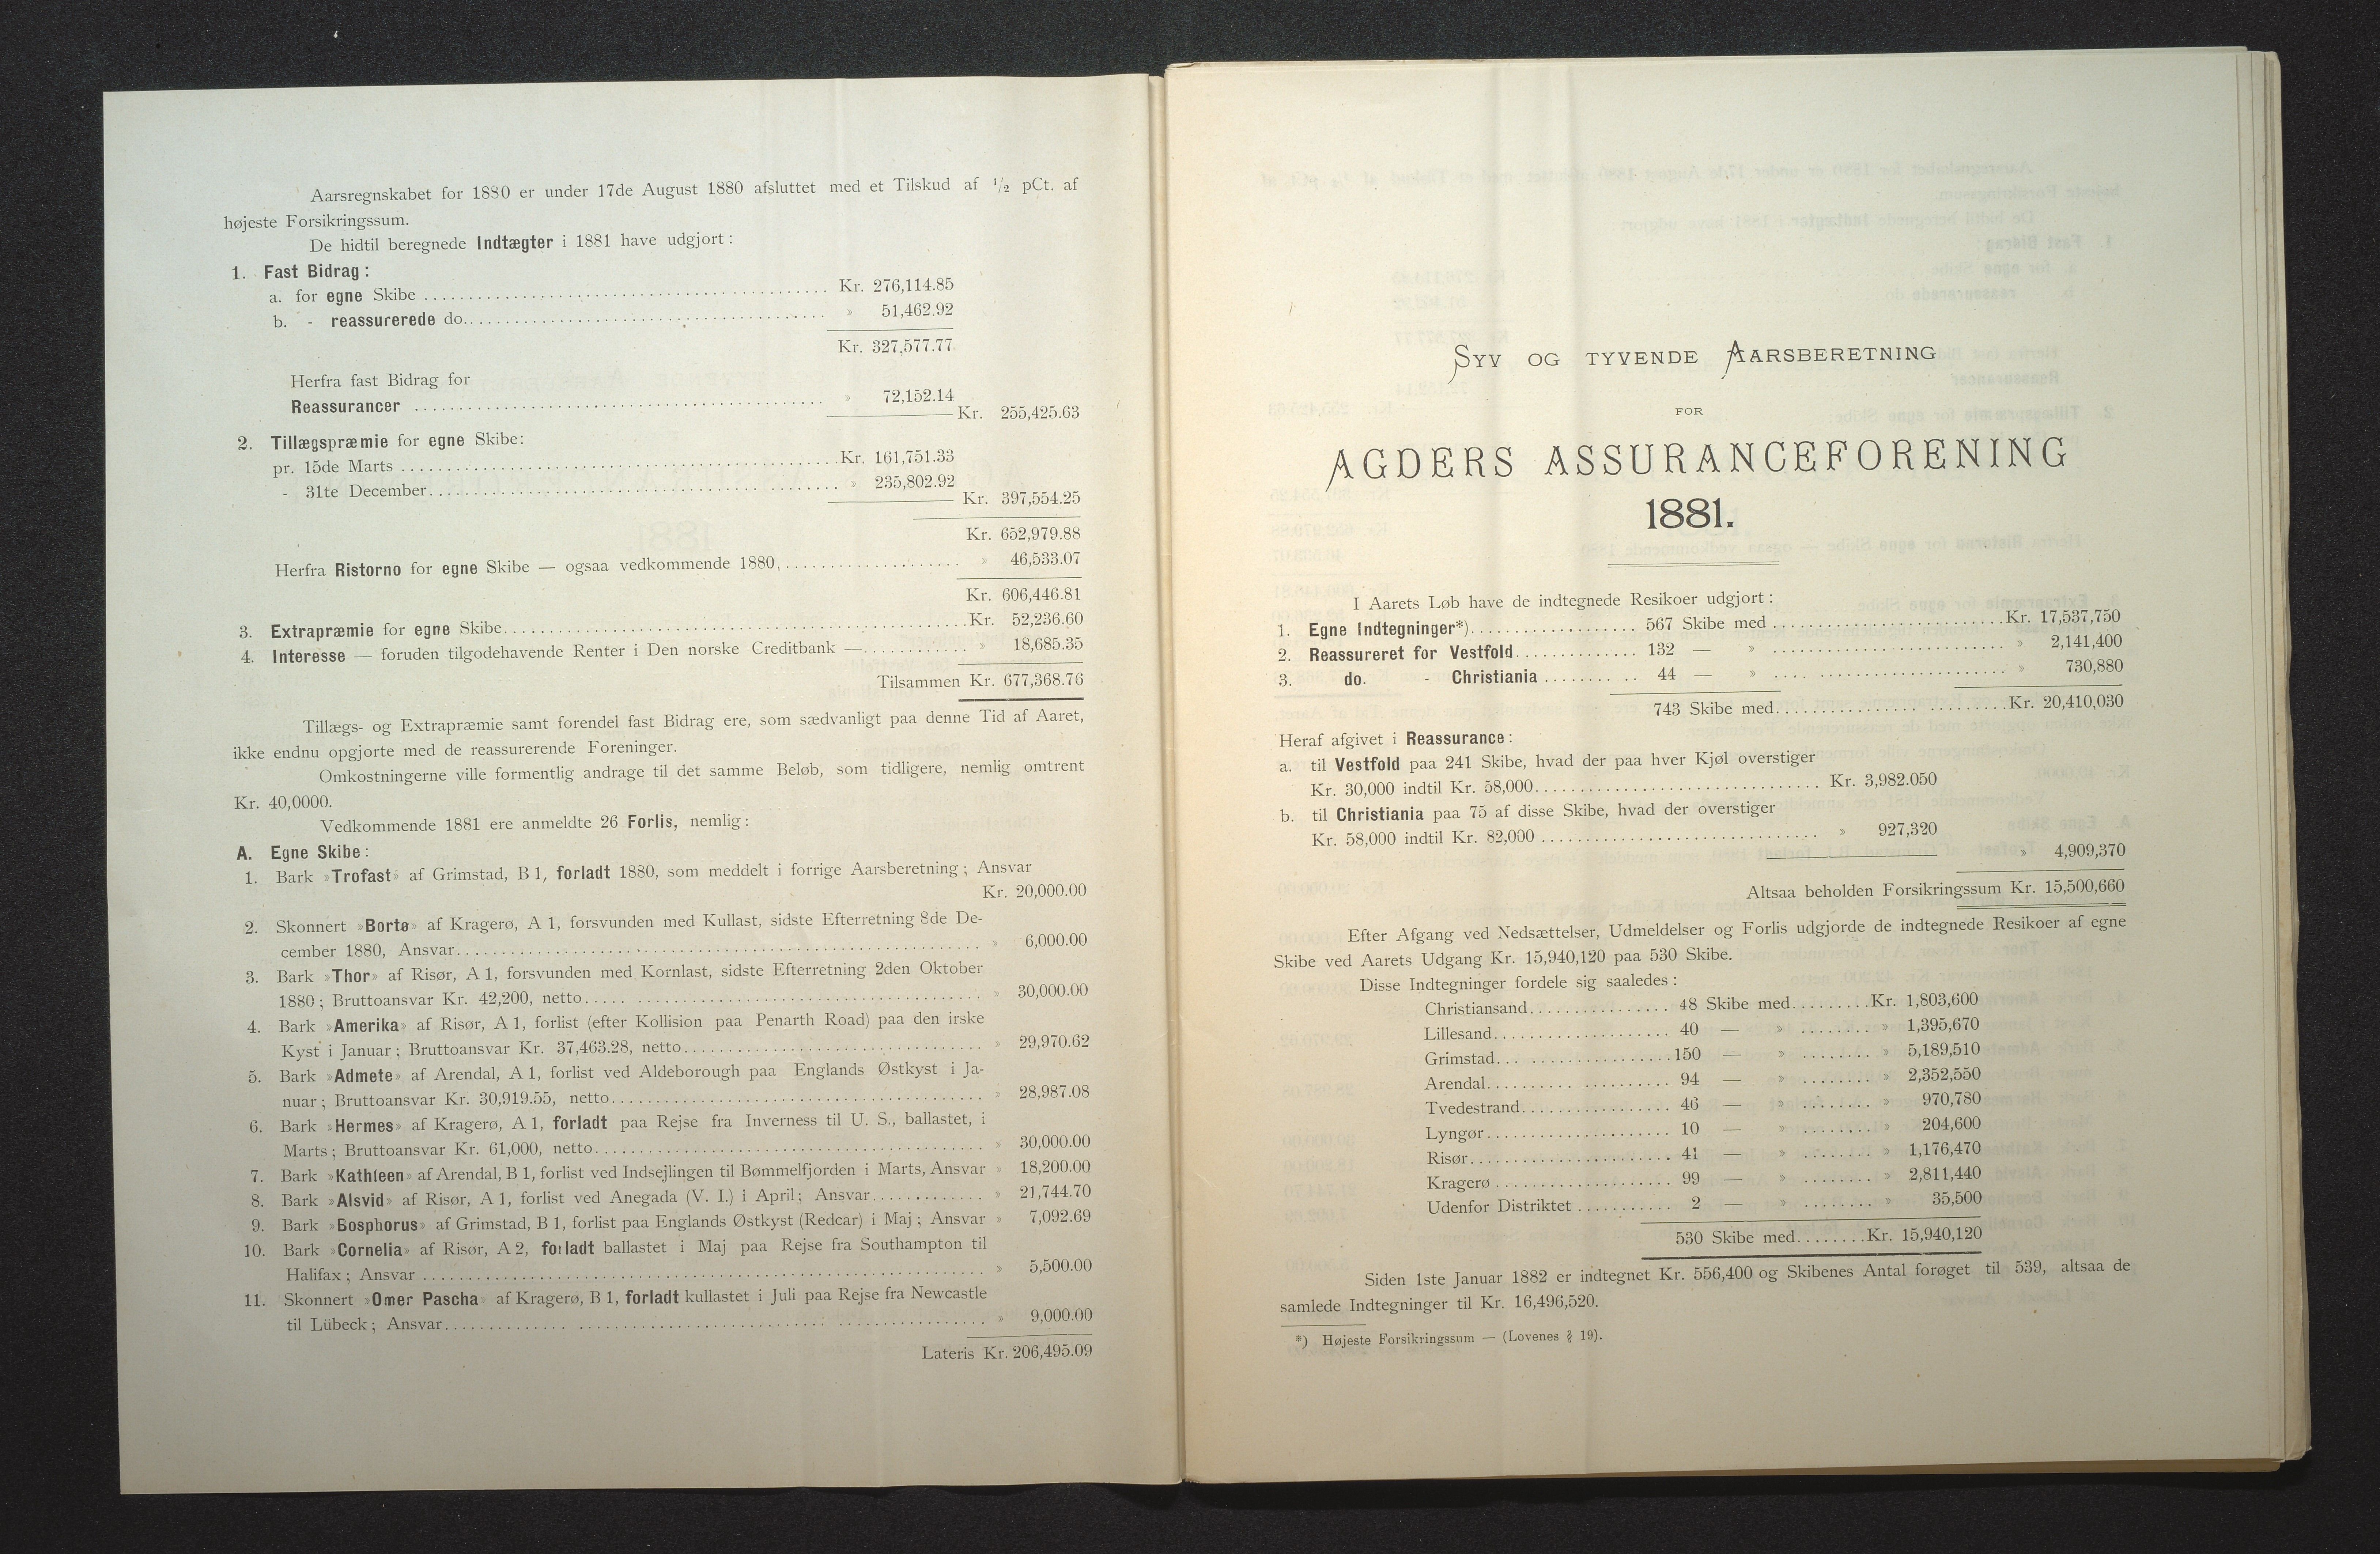 Aarsregnskabet for 1880 er under 17de August 1880 afsluttet med et Tilskud af ½ pCt. af
højeste Forsikringssum.
De hidtil beregnede Indtægter i 1881 have udgjort:
1. Fast Bidrag:
a. for egne Skibe ........ Kr. 276,114.85
b. - reassurerede do. ........ » 51,462.92
Kr. 327,577.77
Herfra fast Bidrag for
Reassurancer ........ » 72,152.14
Kr. 255,425.63
2. Tillægspræmie for egne Skibe:
pr. 15de Marts ........ Kr. 161,751.33
- 31te December ........ » 235,802.92
Kr. 397,554.25
Kr. 652,979.88
Herfra Ristorno for egne Skibe — ogsaa vedkommende 1880, ........ » 46,533.07
Kr. 606,446.81
3. Extrapræmie for egne Skibe ........ Kr. 52,236.60
4. Interesse — foruden tilgodehavende Renter i Den norske Creditbank — ........ » 18,685.35
Tilsammen Kr. 677,368.76
Tillægs- og Extrapræmie samt forendel fast Bidrag ere, som sædvanligt paa denne Tid af Aaret,
ikke endnu opgjorte med de reassurerende Foreninger.
Omkostningerne ville formentlig andrage til det samme Beløb, som tidligere, nemlig omtrent
Kr. 40,0000.
Vedkommende 1881 ere anmeldte 26 Forlis, nemlig:
A. Egne Skibe:
1. Bark »Trofast» af Grimstad, B 1, forladt 1880, som meddelt i forrige Aarsberetning; Ansvar
Kr. 20,000.00
2. Skonnert »Bortø» af Kragerø, A 1, forsvunden med Kullast, sidste Efterretning 8de De-
cember 1880, Ansvar ........ » 6,000.00
3. Bark »Thor» af Risør, A 1, forsvunden med Kornlast, sidste Efterretning 2den Oktober
1880; Bruttoansvar Kr. 42,200, netto ........ » 30,000.00
4. Bark »Amerika» af Risør, A 1, forlist (efter Kollision paa Penarth Road) paa den irske
Kyst i Januar; Bruttoansvar Kr. 37,463.28, netto ........ » 29,970.62
5. Bark »Admete» af Arendal, A 1, forlist ved Aldeborough paa Englands Østkyst i Ja-
nuar; Bruttoansvar Kr. 30,919.55, netto ........ » 28,987.08
6. Bark »Hermes» af Kragerø, A 1, forladt paa Rejse fra Inverness til U. S., ballastet, i
Marts; Bruttoansvar Kr. 61,000, netto ........ » 30,000.00
7. Bark »Kathleen» af Arendal, B 1, forlist ved Indsejlingen til Bømmelfjorden i Marts, Ansvar » 18,200.00
8. Bark »Alsvid» af Risør, A 1, forlist ved Anegada (V. I.) i April; Ansvar ........ » 21,744.70
9. Bark »Bosphorus» af Grimstad, B 1, forlist paa Englands Østkyst (Redcar) i Maj; Ansvar » 7,092.69
10. Bark »Cornelia» af Risør, A 2, forladt ballastet i Maj paa Rejse fra Southampton til
Halifax; Ansvar ........ » 5,500.00
11. Skonnert »Omer Pascha» af Kragerø, B 1, forladt kullastet i Juli paa Rejse fra Newcastle
til Lübeck; Ansvar ........ » 9,000.00
Lateris Kr. 206,495.09
SYV OG TYVENDE AARSBERETNING
FOR
AGDERS ASSURANCEFORENING
1881.
I Aarets Løb have de indtegnede Resikoer udgjort:
1. Egne Indtegninger*) ........ 567 Skibe med ........ Kr. 17,537,750
2. Reassureret for Vestfold ........ 132 — » ........ » 2,141,400
3. do. - Christiania ........ 44 — » ........ » 730,880
743 Skibe med ........ Kr. 20,410,030
Heraf afgivet i Reassurance:
a. til Vestfold paa 241 Skibe, hvad der paa hver Kjøl overstiger
Kr. 30,000 indtil Kr. 58,000 ........ Kr. 3,982.050
b. til Christiania paa 75 af disse Skibe, hvad der overstiger
Kr. 58,000 indtil Kr. 82,000 ........ » 927,320
» 4,909,370
Altsaa beholden Forsikringssum Kr. 15,500,660
Efter Afgang ved Nedsættelser, Udmeldelser og Forlis udgjorde de indtegnede Resikoer af egne
Skibe ved Aarets Udgang Kr. 15,940,120 paa 530 Skibe.
Disse Indtegninger fordele sig saaledes:
Christiansand ........ 48 Skibe med ........ Kr. 1,803,600
Lillesand ........ 40 — » ........ » 1,395,670
Grimstad ........ 150 — » ........ » 5,189,510
Arendal ........ 94 — » ........ » 2,352,550
Tvedestrand ........ 46 — » ........ » 970,780
Lyngør ........ 10 — » ........ » 204,600
Risør ........ 41 — » ........ » 1,176,470
Kragerø ........ 99 — » ........ » 2,811,440
Udenfor Distriktet ........ 2 — » ........ » 35,500
530 Skibe med ........ Kr. 15,940,120
Siden 1ste Januar 1882 er indtegnet Kr. 556,400 og Skibenes Antal forøget til 539, altsaa de
samlede Indtegninger til Kr. 16,496,520.
*) Højeste Forsikringssum — (Lovenes § 19).